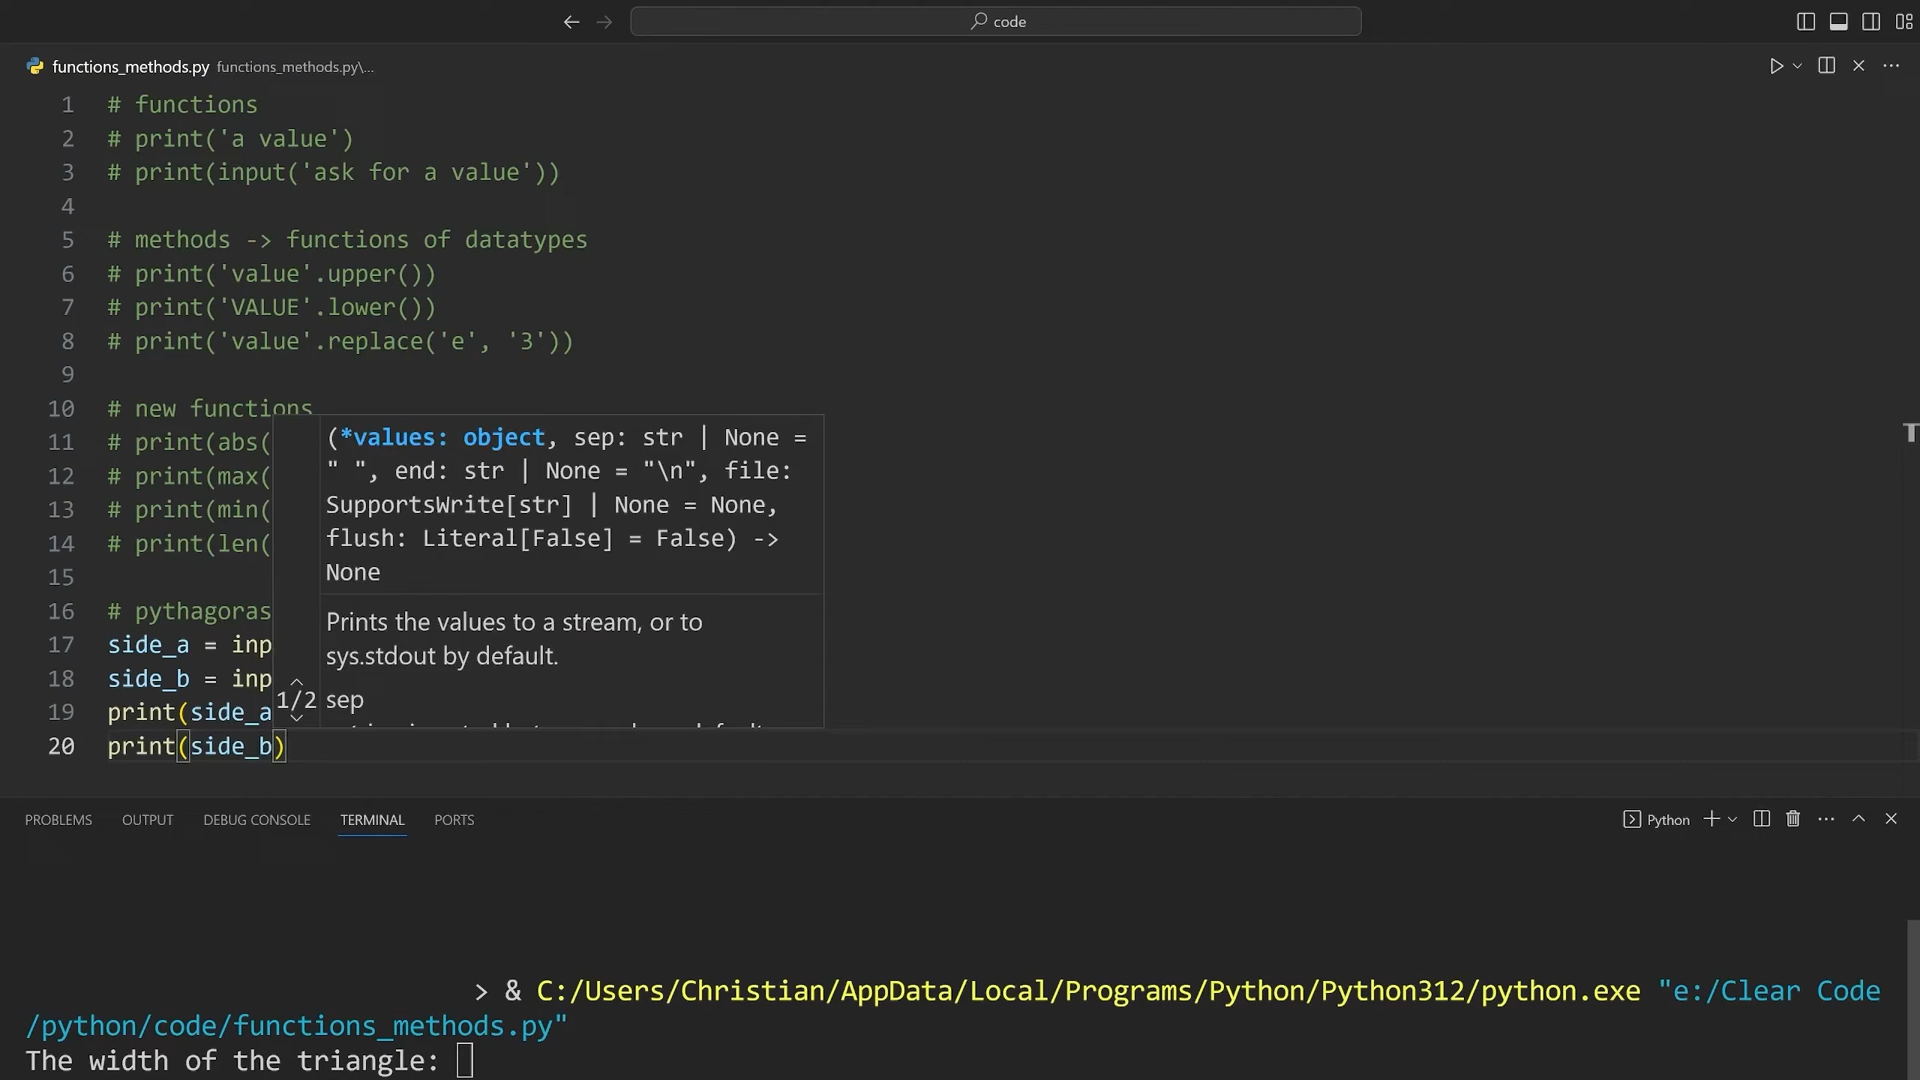 code
functions_methods.py functions_methods.py\...
1 # functions
2 # print('a value')
3 # print(input('ask for a value'))
4
5 # methods -> functions of datatypes
6 # print('value'.upper())
7 # print('VALUE'.lower())
8 # print('value'.replace('e', '3'))
9
10 # new functions
11 # print(abs(
12 # print(max(
13 # print(min(
14 # print(len(
15
16 # pythagoras
17 side_a = inp
18 side_b = inp
19 print(side_a
20 print(side_b)
(*values: object, sep: str | None =
" ", end: str | None = "\n", file:
SupportsWrite[str] | None = None,
flush: Literal[False] = False) ->
None
Prints the values to a stream, or to
sys.stdout by default.
1/2 sep
PROBLEMS OUTPUT DEBUG CONSOLE TERMINAL PORTS
Python
> & C:/Users/Christian/AppData/Local/Programs/Python/Python312/python.exe "e:/Clear Code
/python/code/functions_methods.py"
The width of the triangle: